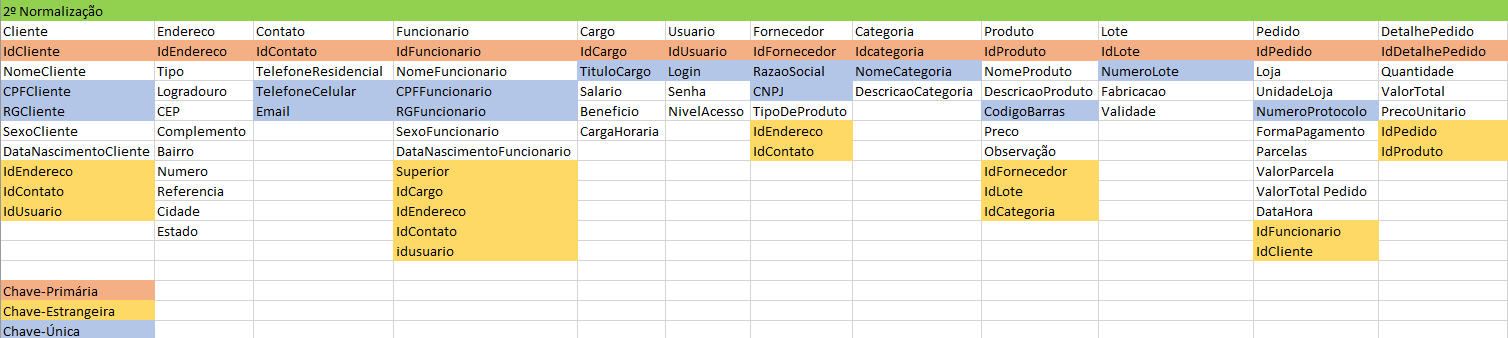 2º Normalização
Cliente Endereco Contato Funcionario Cargo Usuario Fornecedor Categoria Produto Lote Pedido DetalhePedido
IdCliente IdEndereco IdContato IdFuncionario IdCargo IdUsuario IdFornecedor Idcategoria IdProduto IdLote IdPedido IdDetalhePedido
NomeCliente Tipo TelefoneResidencial NomeFuncionario TituloCargo Login RazaoSocial NomeCategoria NomeProduto NumeroLote Loja Quantidade
CPFCliente Logradouro TelefoneCelular CPFFuncionario Salario Senha CNPJ DescricaoCategoria DescricaoProduto Fabricacao UnidadeLoja ValorTotal
RGCliente CEP Email RGFuncionario Beneficio NivelAcesso TipoDeProduto CodigoBarras Validade NumeroProtocolo PrecoUnitario
SexoCliente Complemento SexoFuncionario CargaHoraria IdEndereco Preco FormaPagamento IdPedido
DataNascimentoCliente Bairro DataNascimentoFuncionario IdContato Observação Parcelas IdProduto
IdEndereco Numero Superior IdFornecedor ValorParcela
IdContato Referencia IdCargo IdLote ValorTotal Pedido
IdUsuario Cidade IdEndereco IdCategoria DataHora
Estado IdContato IdFuncionario
idusuario IdCliente
Chave-Primária
Chave-Estrangeira
Chave-Única